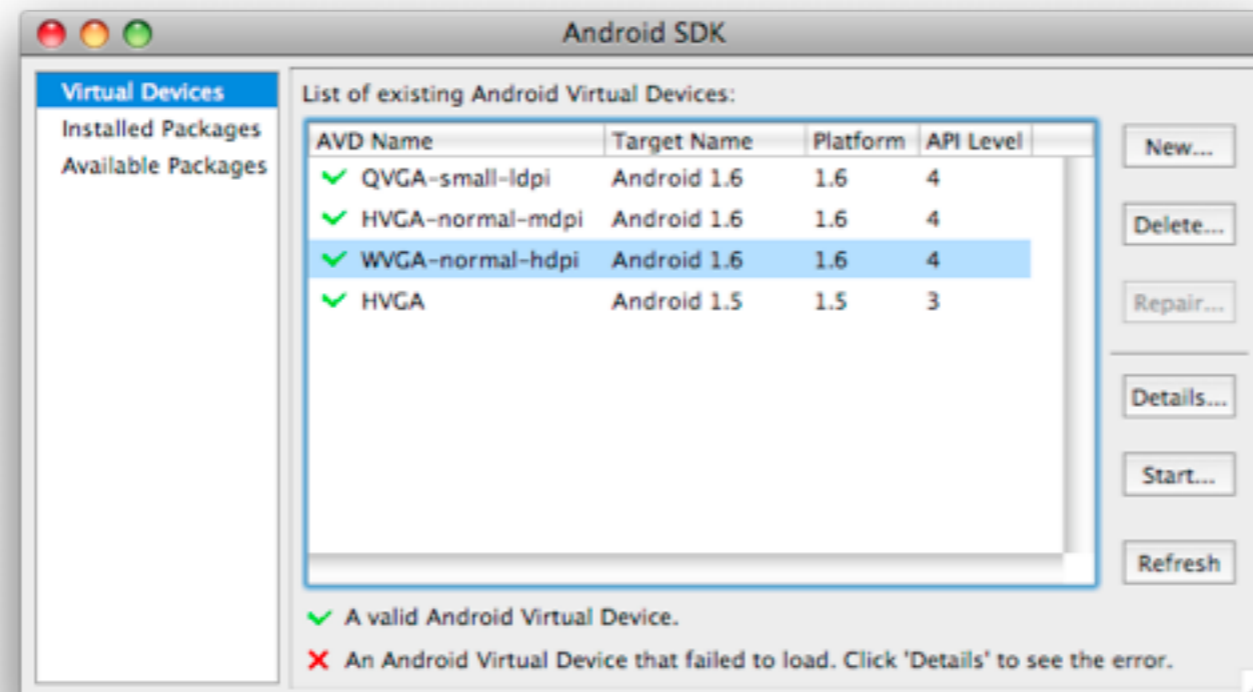 Android SDK
Virtual Devices
Installed Packages
Available Packages
List of existing Android Virtual Devices:
AVD Name Target Name Platform API Level
QVGA-small-ldpi Android 1.6 1.6 4
HVGA-normal-mdpi Android 1.6 1.6 4
WVGA-normal-hdpi Android 1.6 1.6 4
HVGA Android 1.5 1.5 3
New...
Delete...
Repair...
Details...
Start...
Refresh
A valid Android Virtual Device.
An Android Virtual Device that failed to load. Click 'Details' to see the error.